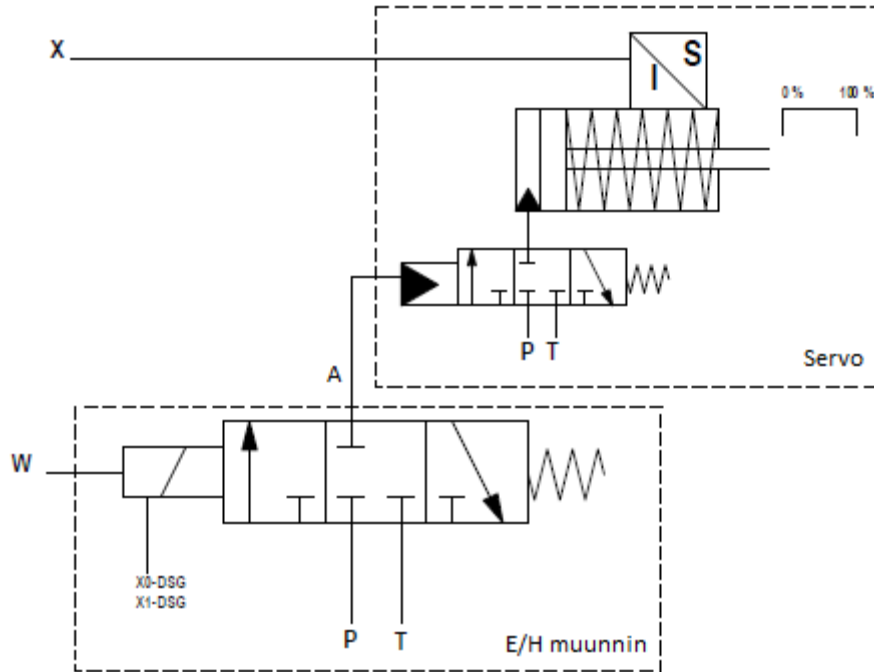 X
S
I
0 % 100 %
P T
Servo
A
W
X0-DSG
X1-DSG
P T
E/H muunnin